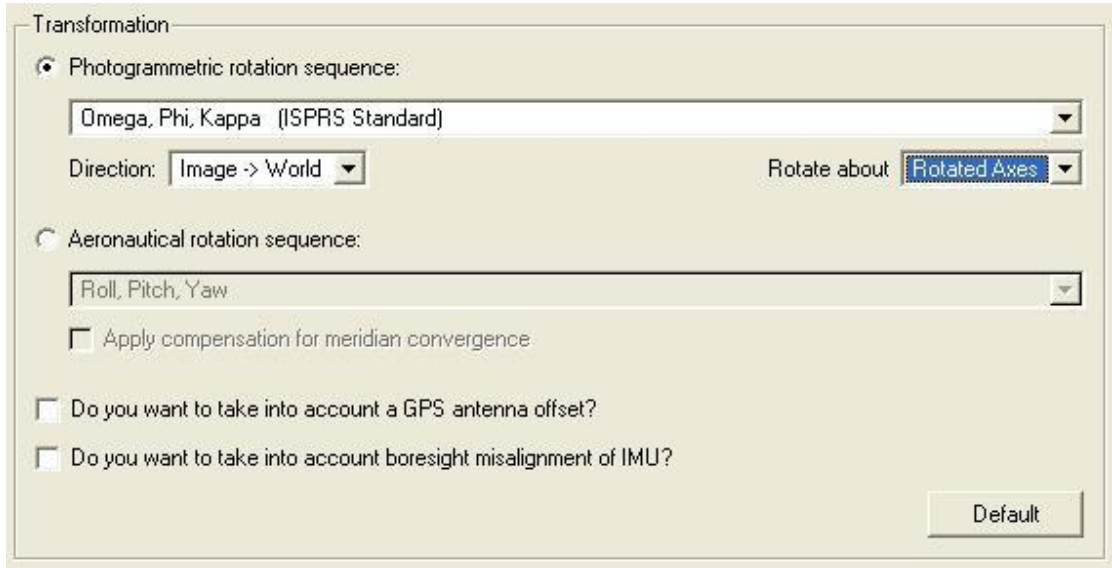 Transformation
Photogrammetric rotation sequence:
Omega, Phi, Kappa (ISPRS Standard)
Direction: Image -> World Rotate about Rotated Axes
Aeronautical rotation sequence:
Roll, Pitch, Yaw
Apply compensation for meridian convergence
Do you want to take into account a GPS antenna offset?
Do you want to take into account boresight misalignment of IMU?
Default